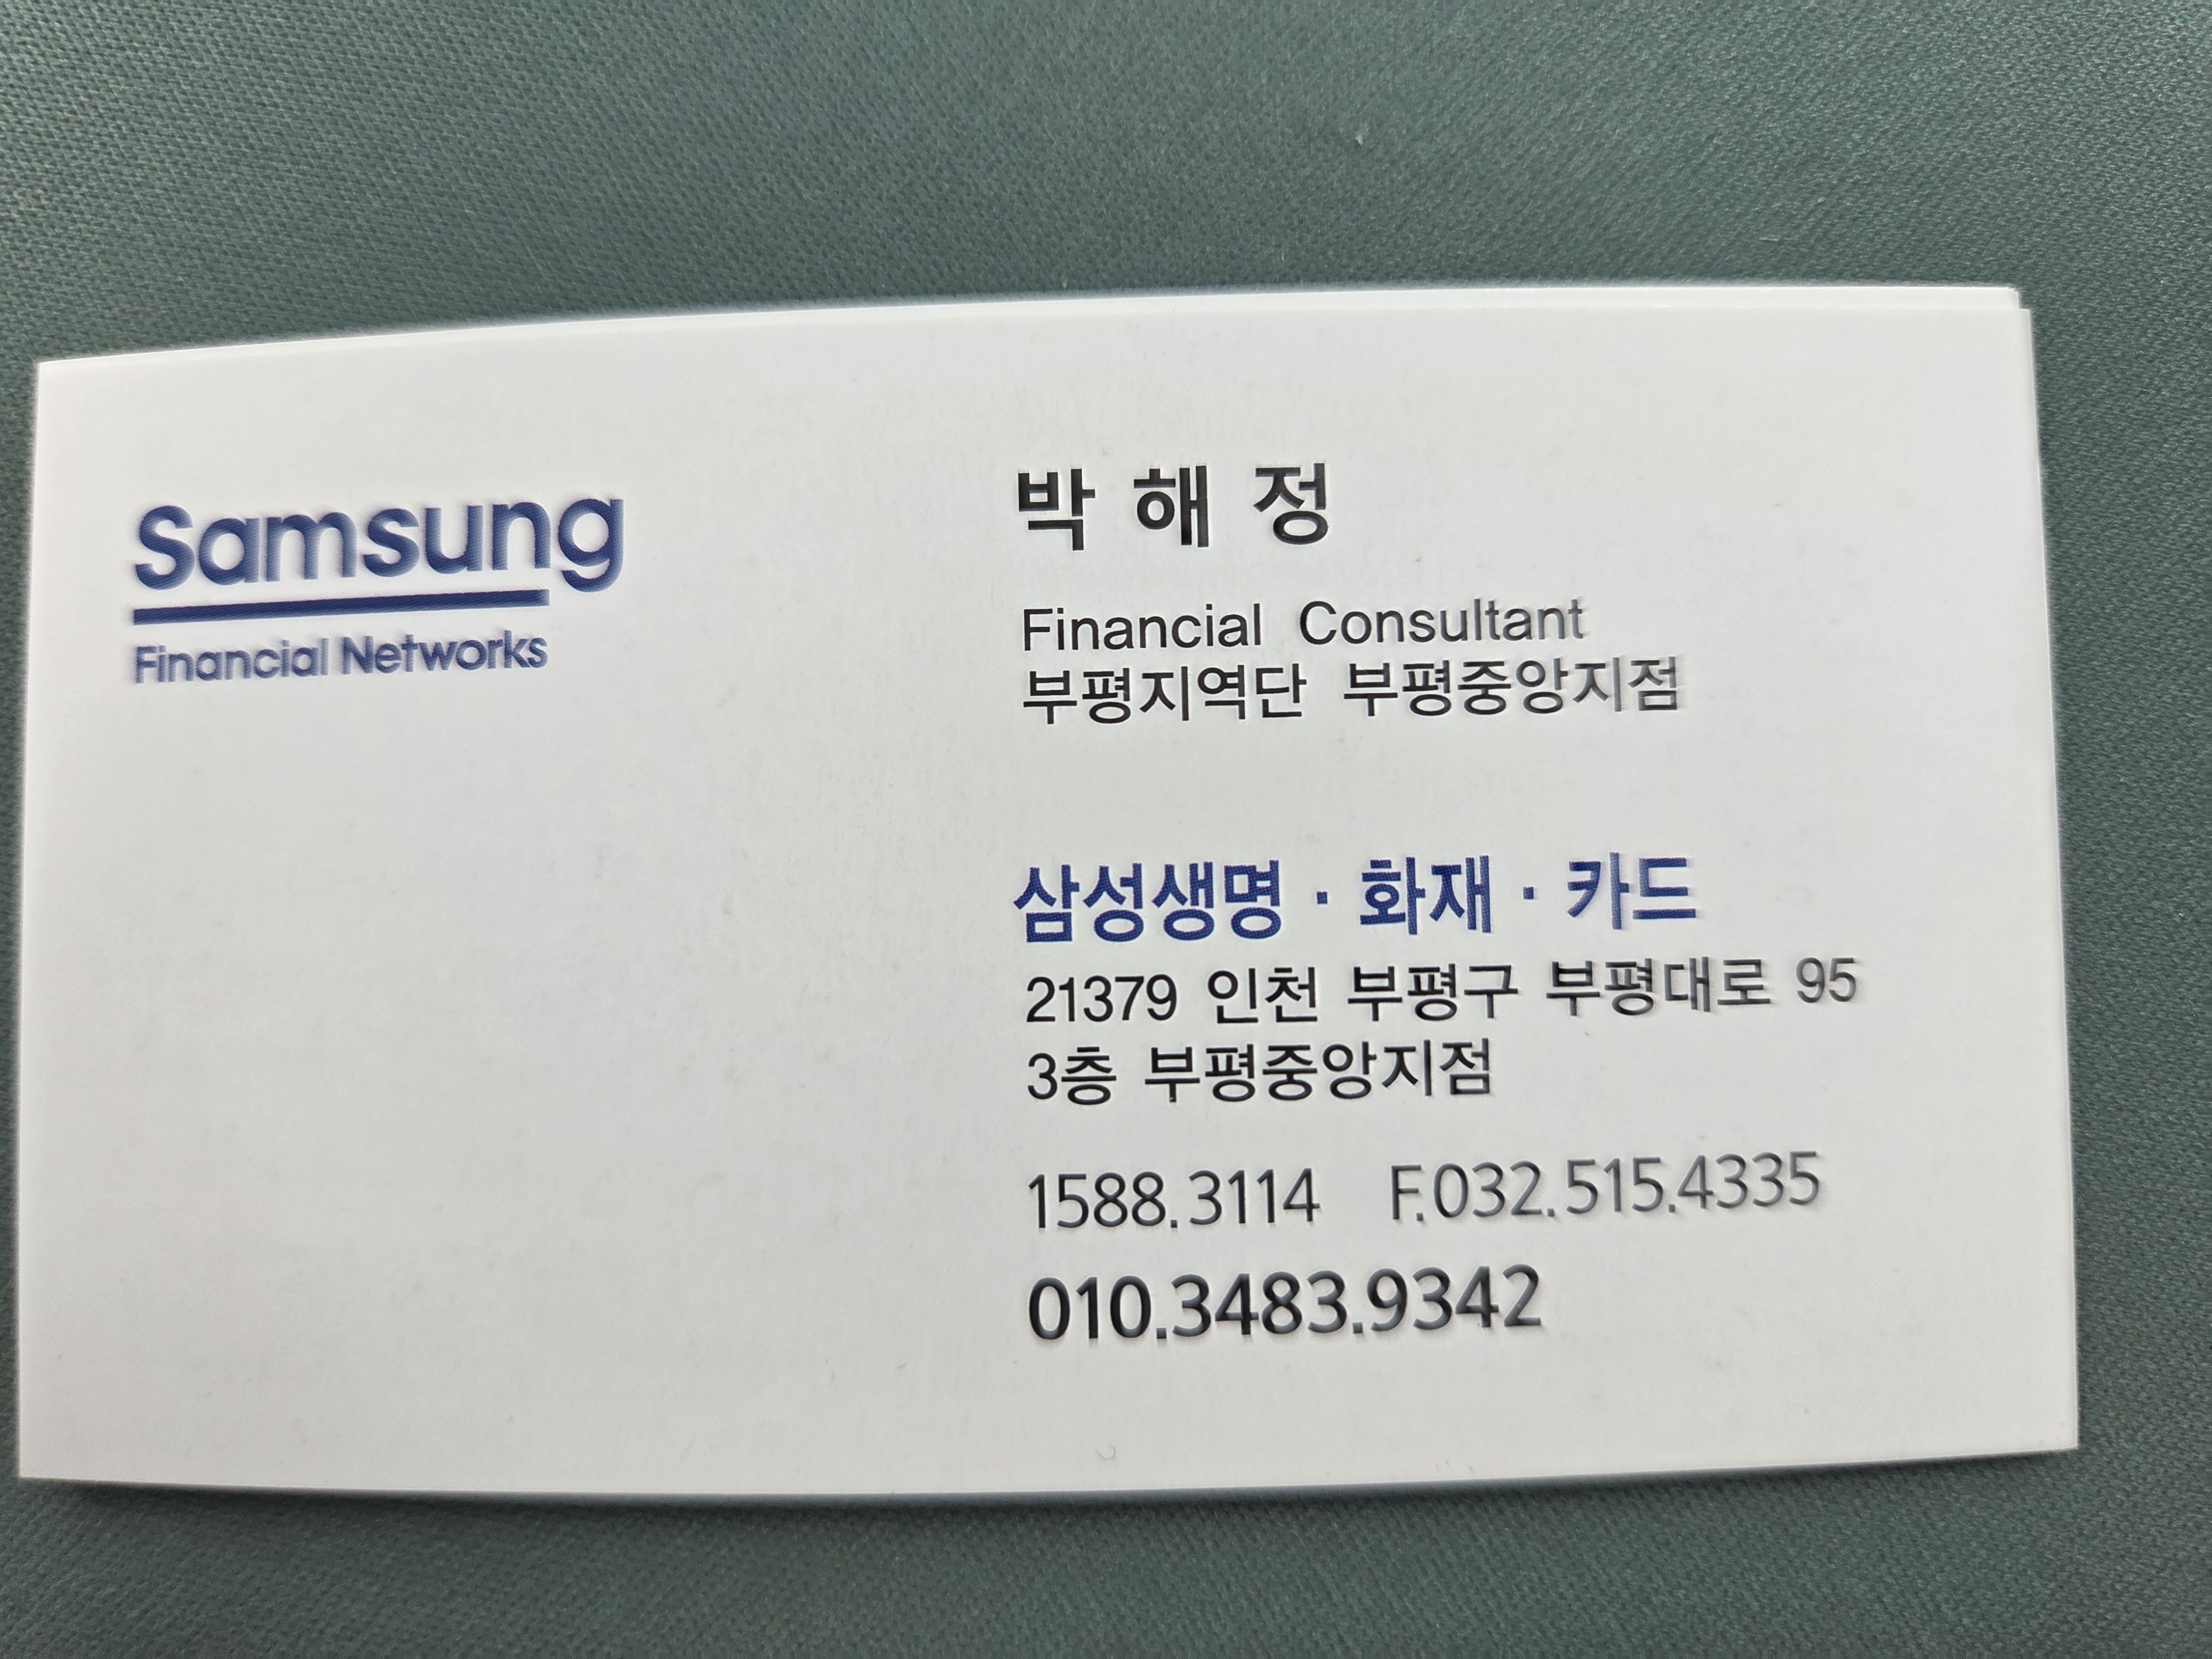 Samsung
Financial Networks
박해정
Financial Consultant
부평지역단 부평중앙지점
삼성생명 · 화재 · 카드
21379 인천 부평구 부평대로 95
3층 부평중앙지점
1588.3114 F.032.515.4335
010.3483.9342